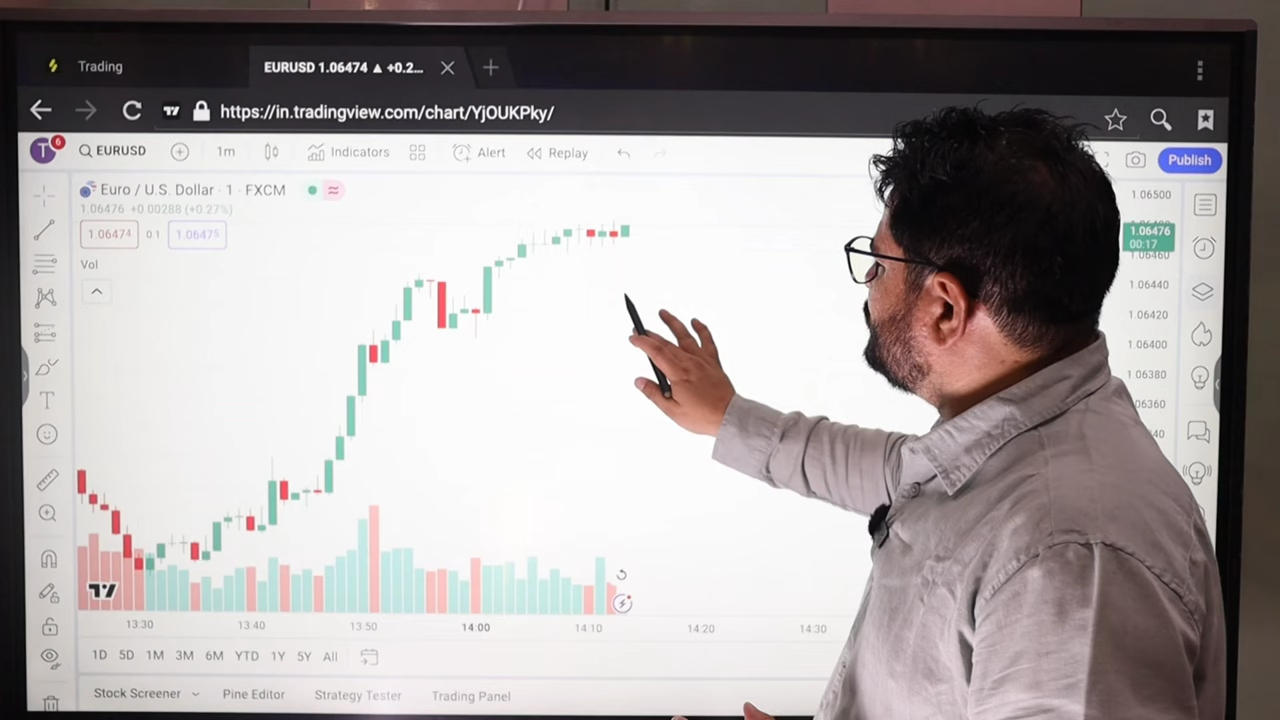 Trading
EURUSD 1.06474 ▲ +0.2...
https://in.tradingview.com/chart/YjOUKPky/
T 6
EURUSD 1m Indicators Alert Replay Publish
Euro / U.S. Dollar · 1 · FXCM
1.06476 +0.00288 (+0.27%)
1.06474 0.1 1.06475
Vol
1.06500
1.06476
00:17
1.06460
1.06440
1.06420
1.06400
1.06380
13:30 13:40 13:50 14:00 14:10 14:20 14:30
1D 5D 1M 3M 6M YTD 1Y 5Y All
Stock Screener Pine Editor Strategy Tester Trading Panel